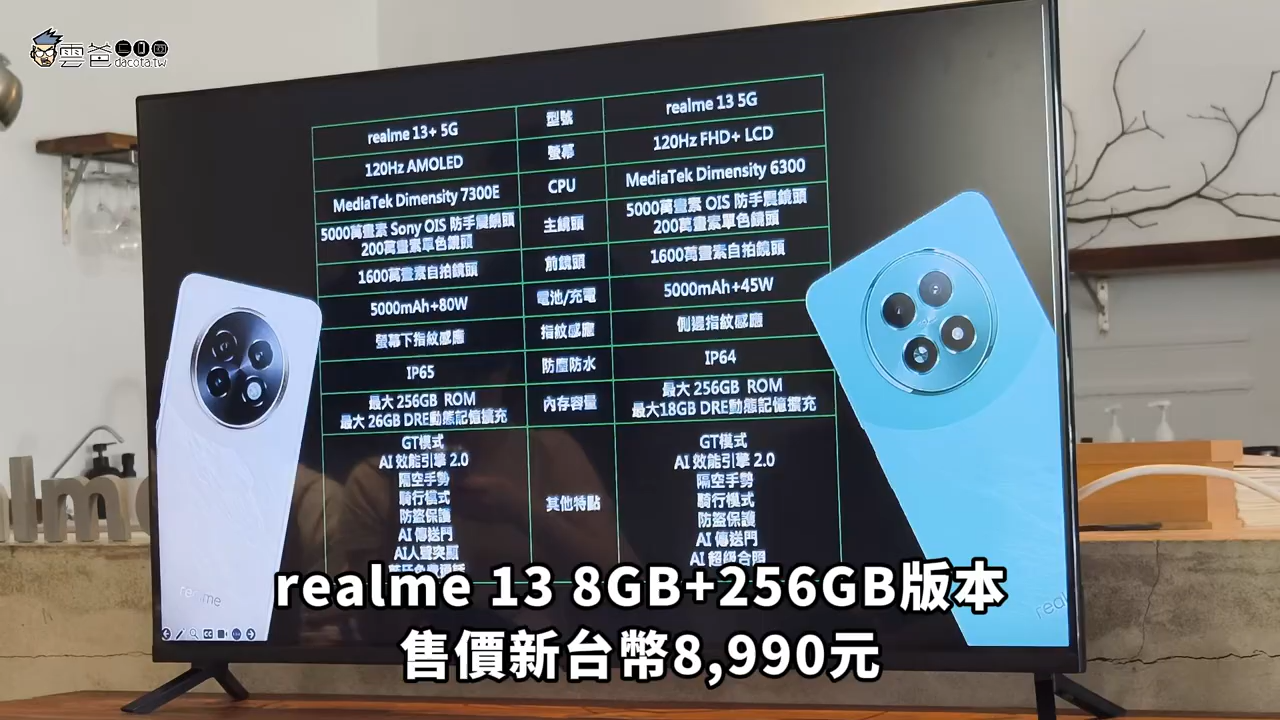 雲爸
dacota.tw
realme 13+ 5G 型號 realme 13 5G
120Hz AMOLED 螢幕 120Hz FHD+ LCD
MediaTek Dimensity 7300E CPU MediaTek Dimensity 6300
5000萬畫素 Sony OIS 防手震鏡頭 主鏡頭 5000萬畫素 OIS 防手震鏡頭
200萬畫素單色鏡頭 200萬畫素單色鏡頭
1600萬畫素自拍鏡頭 前鏡頭 1600萬畫素自拍鏡頭
5000mAh+80W 電池/充電 5000mAh+45W
螢幕下指紋感應 指紋感應 側邊指紋感應
IP65 防塵防水 IP64
最大 256GB ROM 內存容量 最大 256GB ROM
最大 26GB DRE動態記憶擴充 最大18GB DRE動態記憶擴充
GT模式 GT模式
AI 效能引擎 2.0 AI 效能引擎 2.0
隔空手勢 隔空手勢
騎行模式 其他特點 騎行模式
防盜保護 防盜保護
AI 傳送門 AI 傳送門
AI人聲突顯 AI 超級合照
realme
real
realme 13 8GB+256GB版本
售價新台幣8,990元